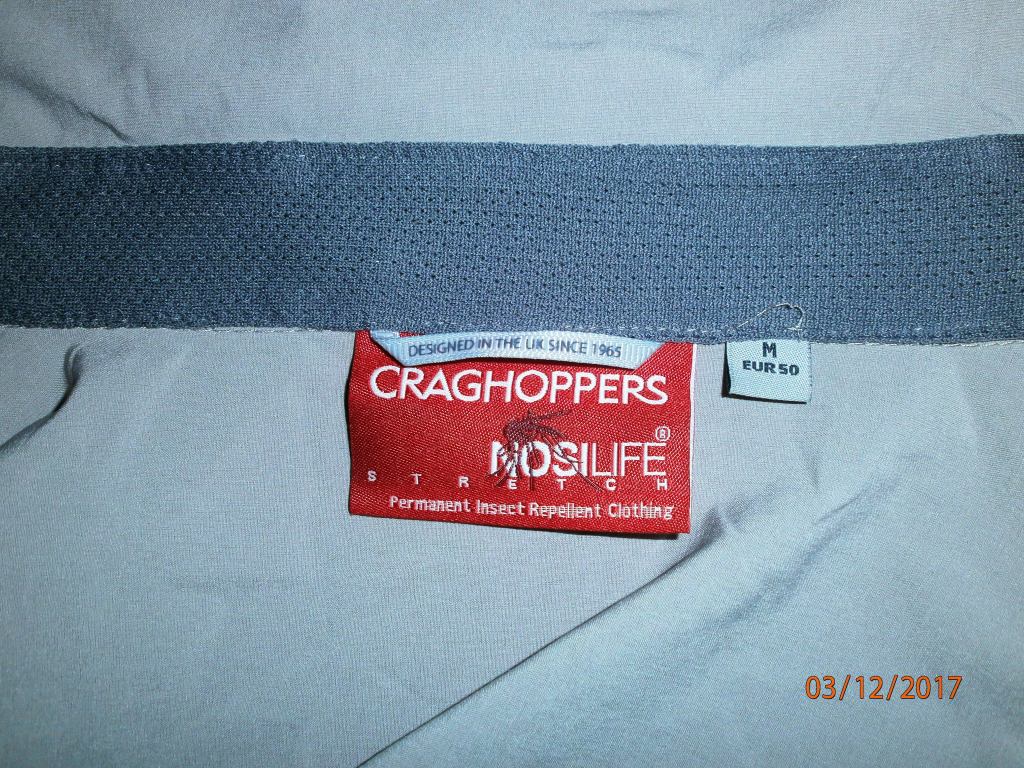 DESIGNED IN THE UK SINCE 1965
CRAGHOPPERS
NOSILIFE®
STRETCH
Permanent Insect Repellent Clothing
M
EUR 50
03/12/2017